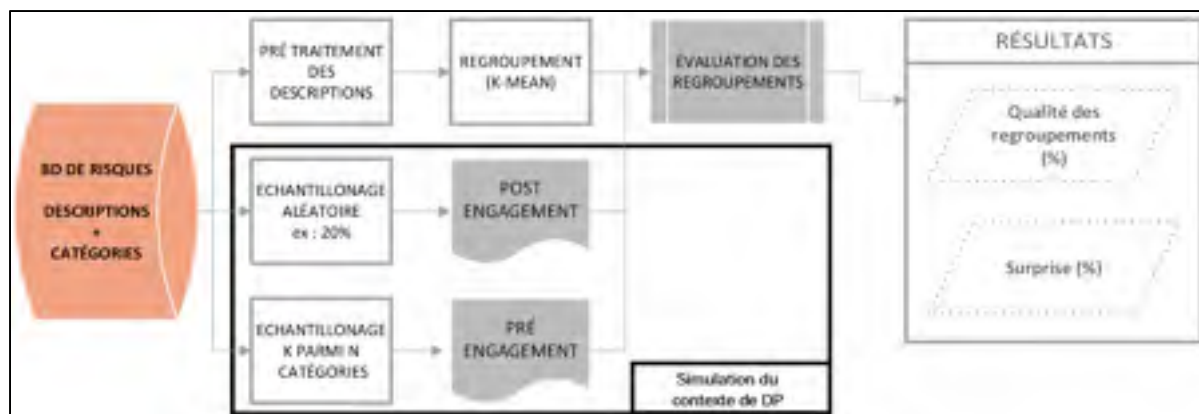 BD DE RISQUES
DESCRIPTIONS
+
CATÉGORIES
PRÉ TRAITEMENT
DES
DESCRIPTIONS
REGROUPEMENT
(K-MEAN)
ÉVALUATION DES
REGROUPEMENTS
ECHANTILLONAGE
ALÉATOIRE
ex : 20%
POST
ENGAGEMENT
ECHANTILLONAGE
K PARMI N
CATÉGORIES
PRÉ
ENGAGEMENT
Simulation du
contexte de DP
RÉSULTATS
Qualité des
regroupements
(%)
Surprise (%)